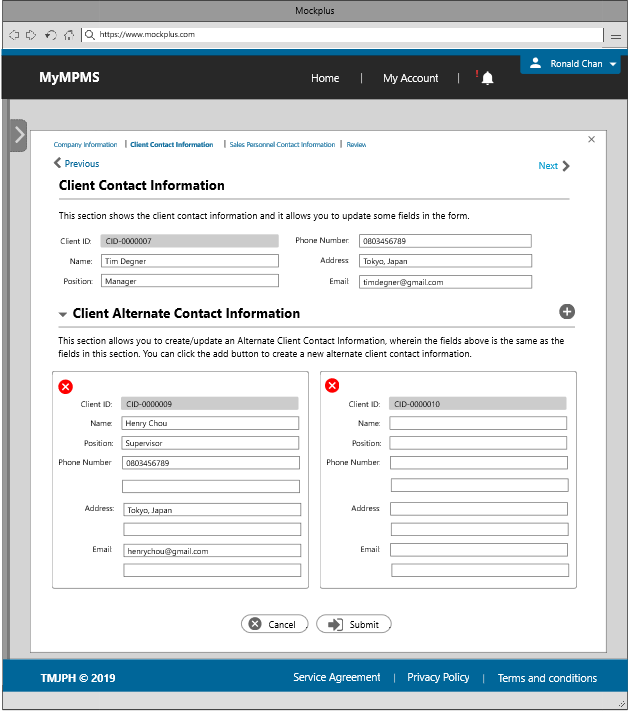 Mockplus
https://www.mockplus.com
Ronald Chan
MyMPMS
Home | My Account | !
Company Information | Client Contact Information | Sales Personnel Contact Information | Review
Previous
Next
Client Contact Information
This section shows the client contact information and it allows you to update some fields in the form.
Client ID: CID-0000007 Phone Number: 0803456789
Name: Tim Degner Address: Tokyo, Japan
Position: Manager Email: timdegner@gmail.com
Client Alternate Contact Information
This section allows you to create/update an Alternate Client Contact Information, wherein the fields above is the same as the
fields in this section. You can click the add button to create a new alternate client contact information.
Client ID: CID-0000009
Name: Henry Chou
Position: Supervisor
Phone Number: 0803456789
Address: Tokyo, Japan
Email: henrychou@gmail.com
Client ID: CID-0000010
Name:
Position:
Phone Number:
Address:
Email:
Cancel
Submit
TMJPH © 2019
Service Agreement | Privacy Policy | Terms and conditions